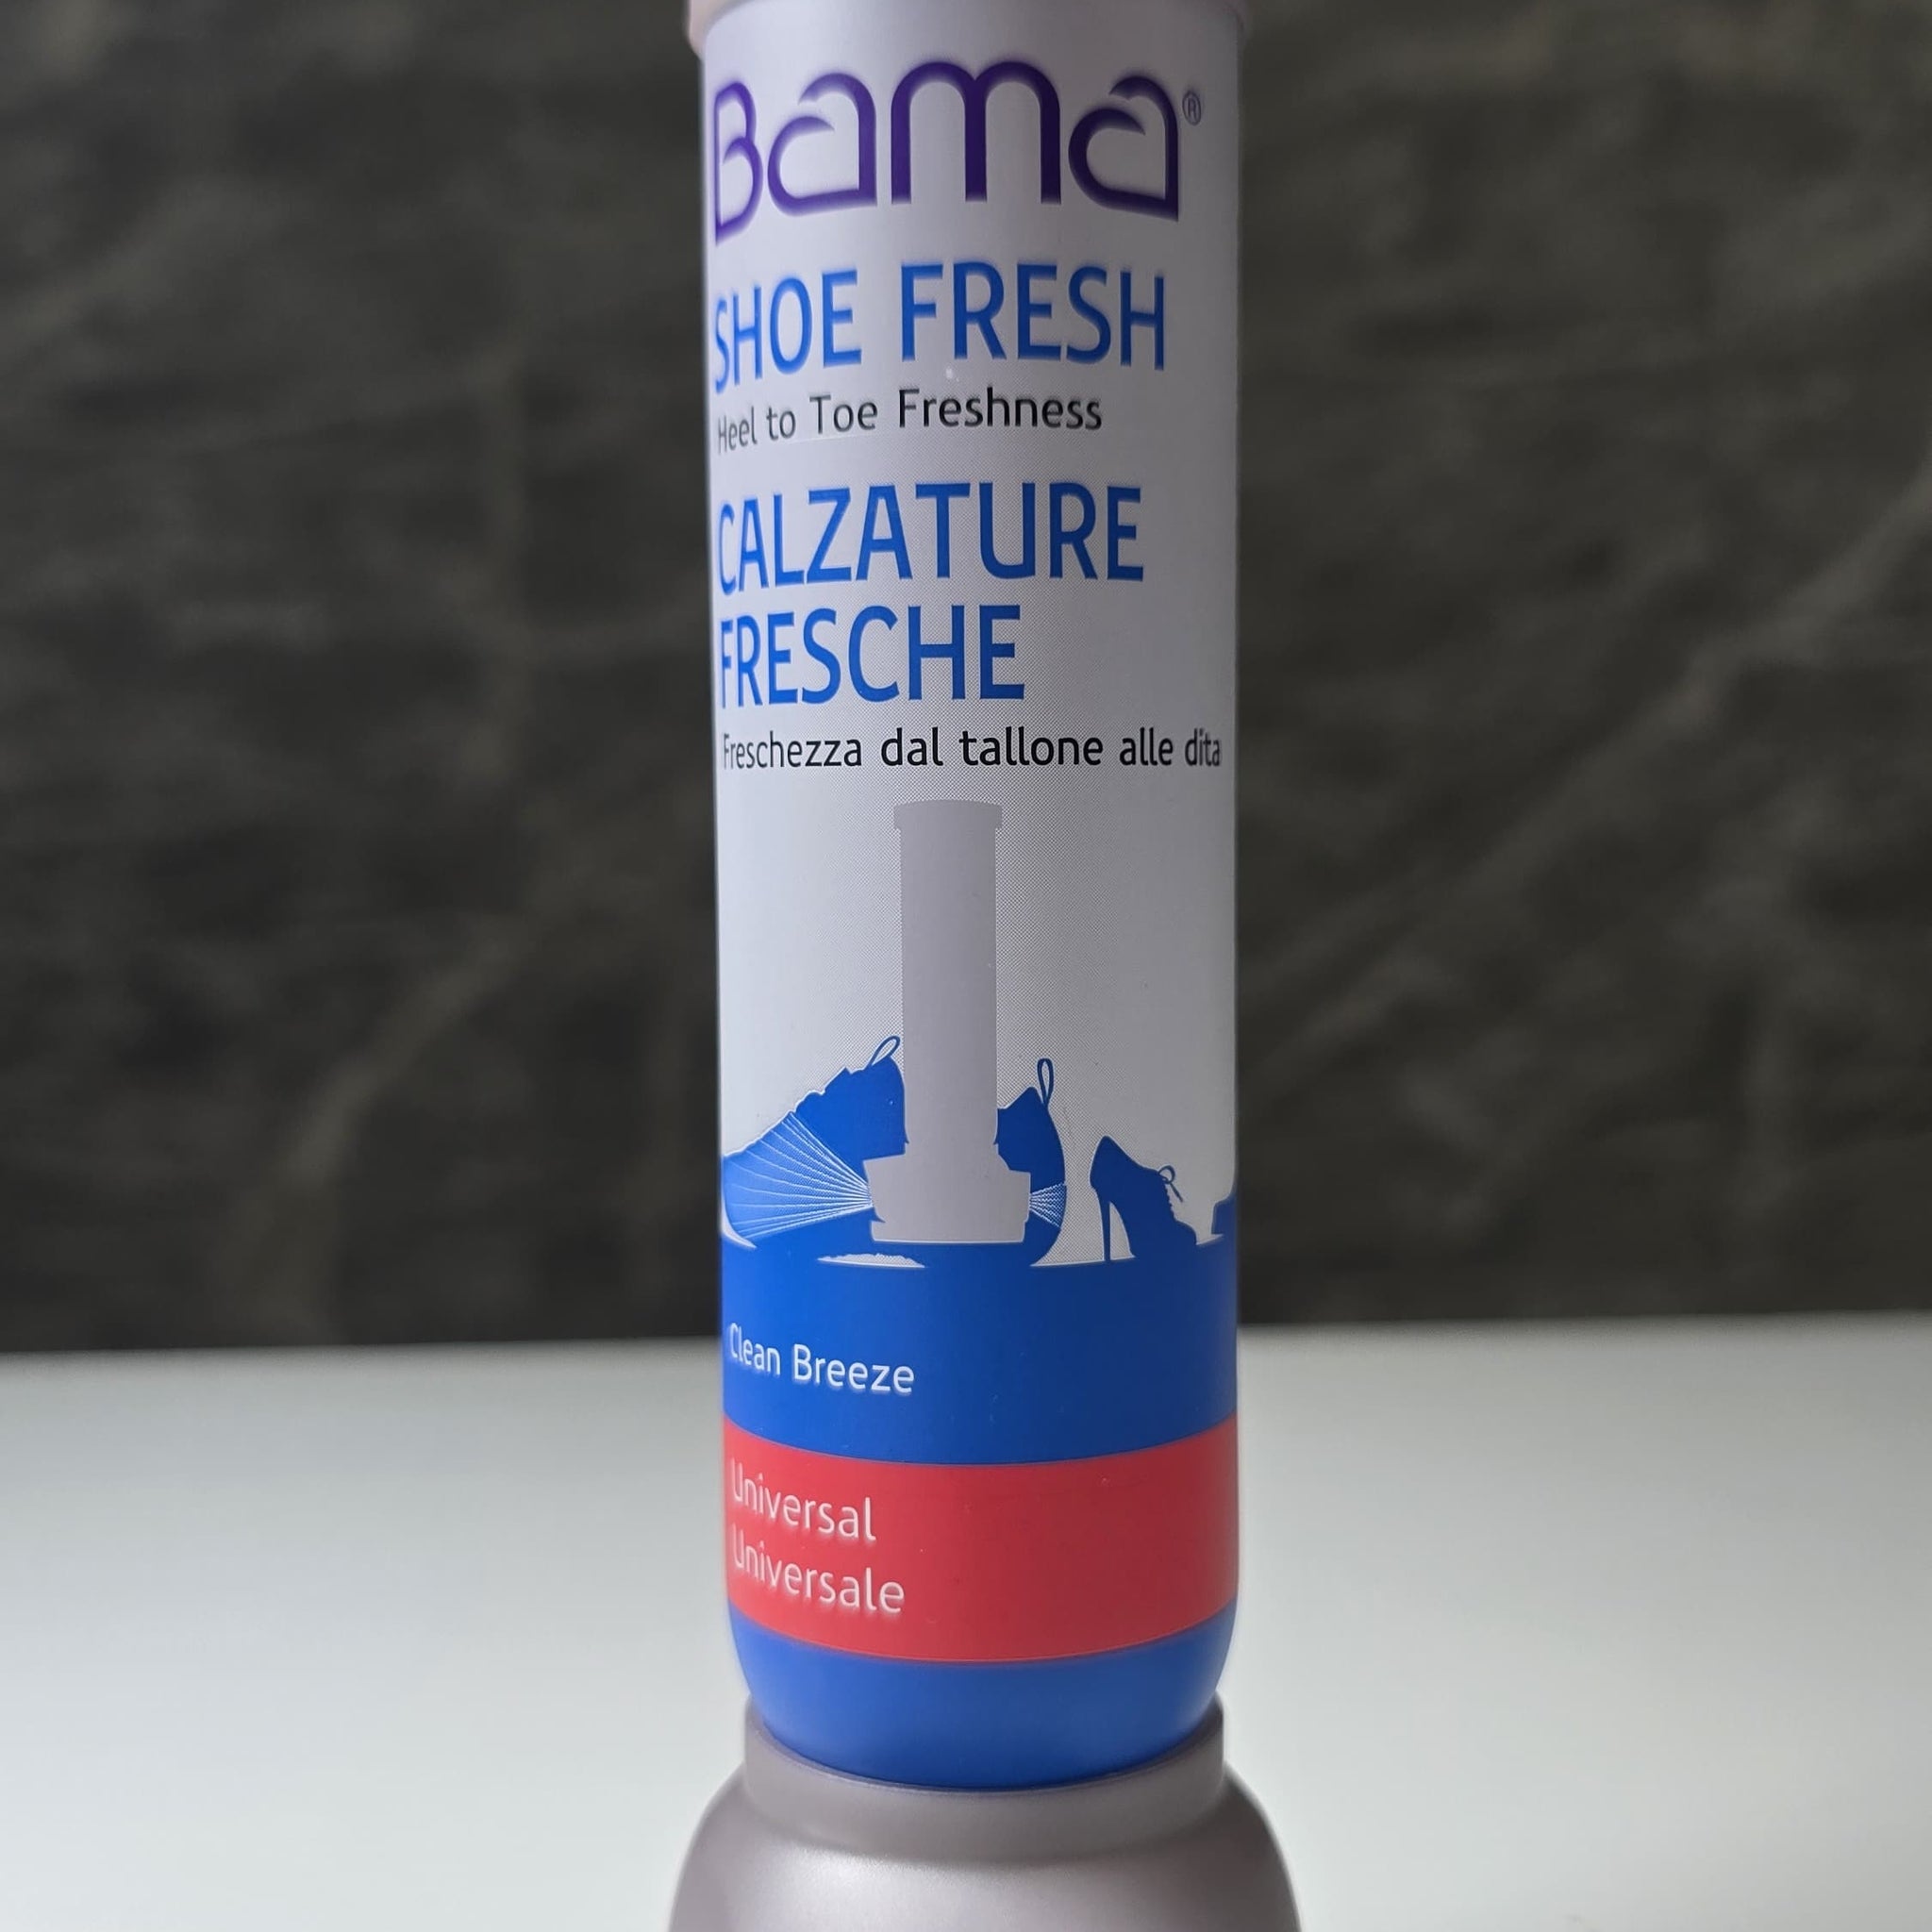 Bama®
SHOE FRESH
Heel to Toe Freshness
CALZATURE
FRESCHE
Freschezza dal tallone alle dita
Clean Breeze
Universal
Universale